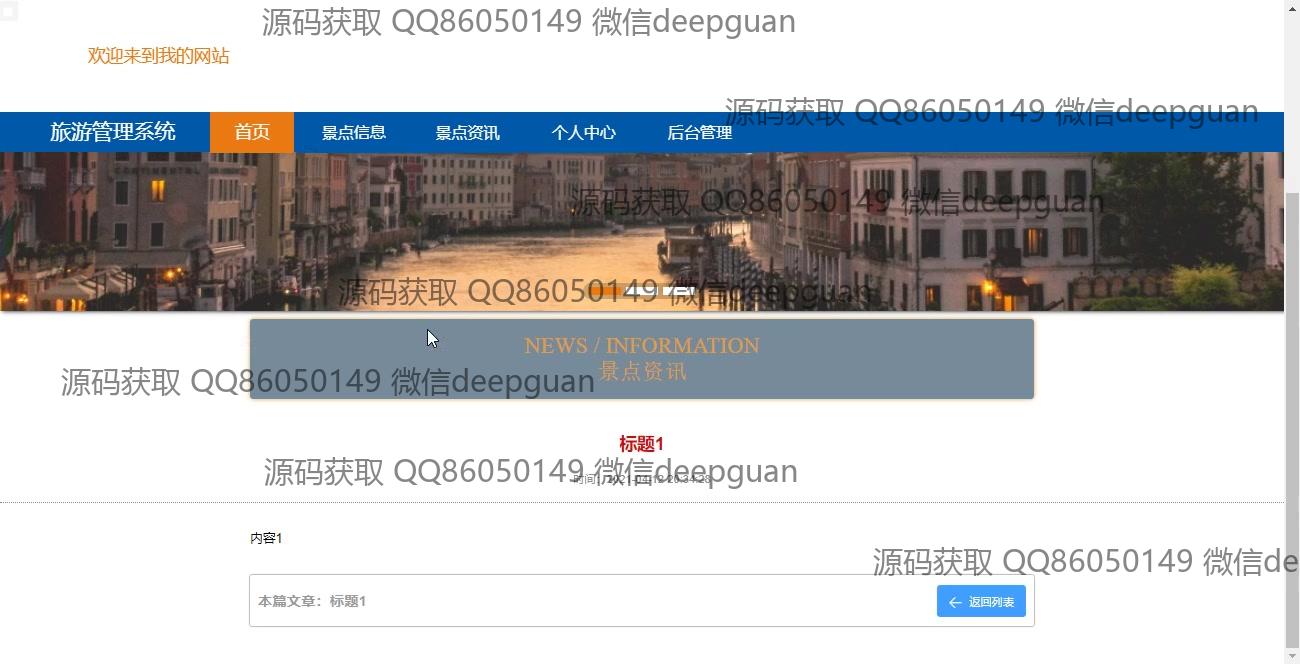 源码获取 QQ86050149 微信deepguan
欢迎来到我的网站
源码获取 QQ86050149 微信deepguan
旅游管理系统 首页 景点信息 景点资讯 个人中心 后台管理
源码获取 QQ86050149 微信deepguan
源码获取 QQ86050149 微信deepguan
NEWS / INFORMATION
景点资讯
源码获取 QQ86050149 微信deepguan
标题1
源码获取 QQ86050149 微信deepguan
时间：2021-04-12 20:34:28
内容1
源码获取 QQ86050149 微信de
本篇文章：标题1
返回列表